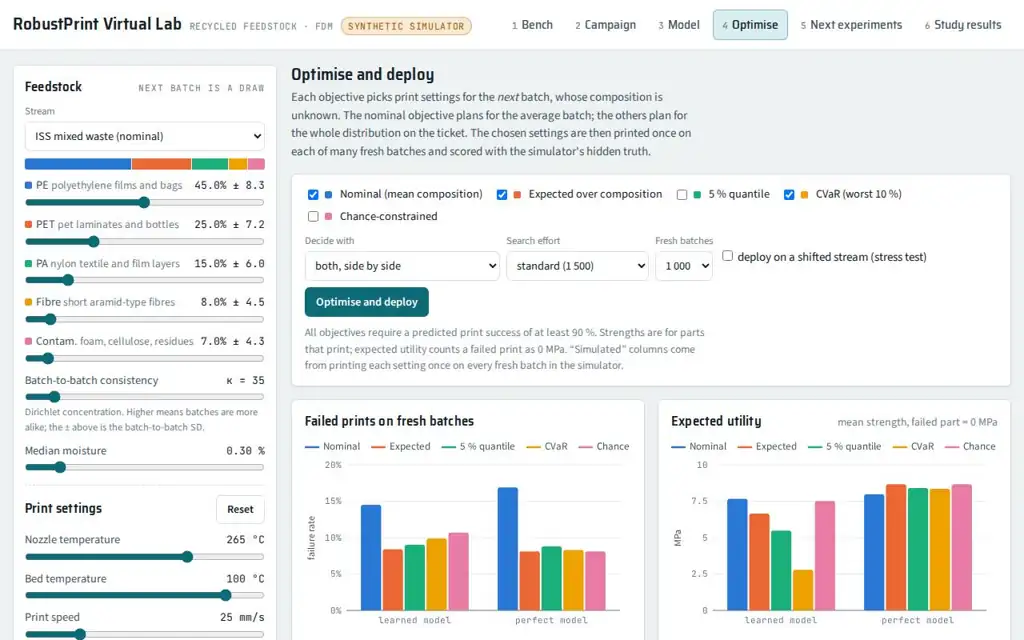 RobustPrint Virtual Lab RECYCLED FEEDSTOCK · FDM SYNTHETIC SIMULATOR
1 Bench 2 Campaign 3 Model 4 Optimise 5 Next experiments 6 Study results
Feedstock NEXT BATCH IS A DRAW
Stream
ISS mixed waste (nominal)
PE polyethylene films and bags 45.0% ± 8.3
PET pet laminates and bottles 25.0% ± 7.2
PA nylon textile and film layers 15.0% ± 6.0
Fibre short aramid-type fibres 8.0% ± 4.5
Contam. foam, cellulose, residues 7.0% ± 4.3
Batch-to-batch consistency κ = 35
Dirichlet concentration. Higher means batches are more
alike; the ± above is the batch-to-batch SD.
Median moisture 0.30 %
Print settings Reset
Nozzle temperature 265 °C
Bed temperature 100 °C
Print speed 25 mm/s
Optimise and deploy
Each objective picks print settings for the next batch, whose composition is
unknown. The nominal objective plans for the average batch; the others plan for
the whole distribution on the ticket. The chosen settings are then printed once on
each of many fresh batches and scored with the simulator's hidden truth.
Nominal (mean composition) Expected over composition 5 % quantile CVaR (worst 10 %)
Chance-constrained
Decide with Search effort Fresh batches
both, side by side standard (1 500) 1 000 deploy on a shifted stream (stress test)
Optimise and deploy
All objectives require a predicted print success of at least 90 %. Strengths are for parts
that print; expected utility counts a failed print as 0 MPa. “Simulated” columns come
from printing each setting once on every fresh batch in the simulator.
Failed prints on fresh batches
Nominal Expected 5 % quantile CVaR Chance
20%
15%
10%
5%
0%
failure rate
learned model perfect model
Expected utility mean strength, failed part = 0 MPa
Nominal Expected 5 % quantile CVaR Chance
10
7.5
5
2.5
0
MPa
learned model perfect model